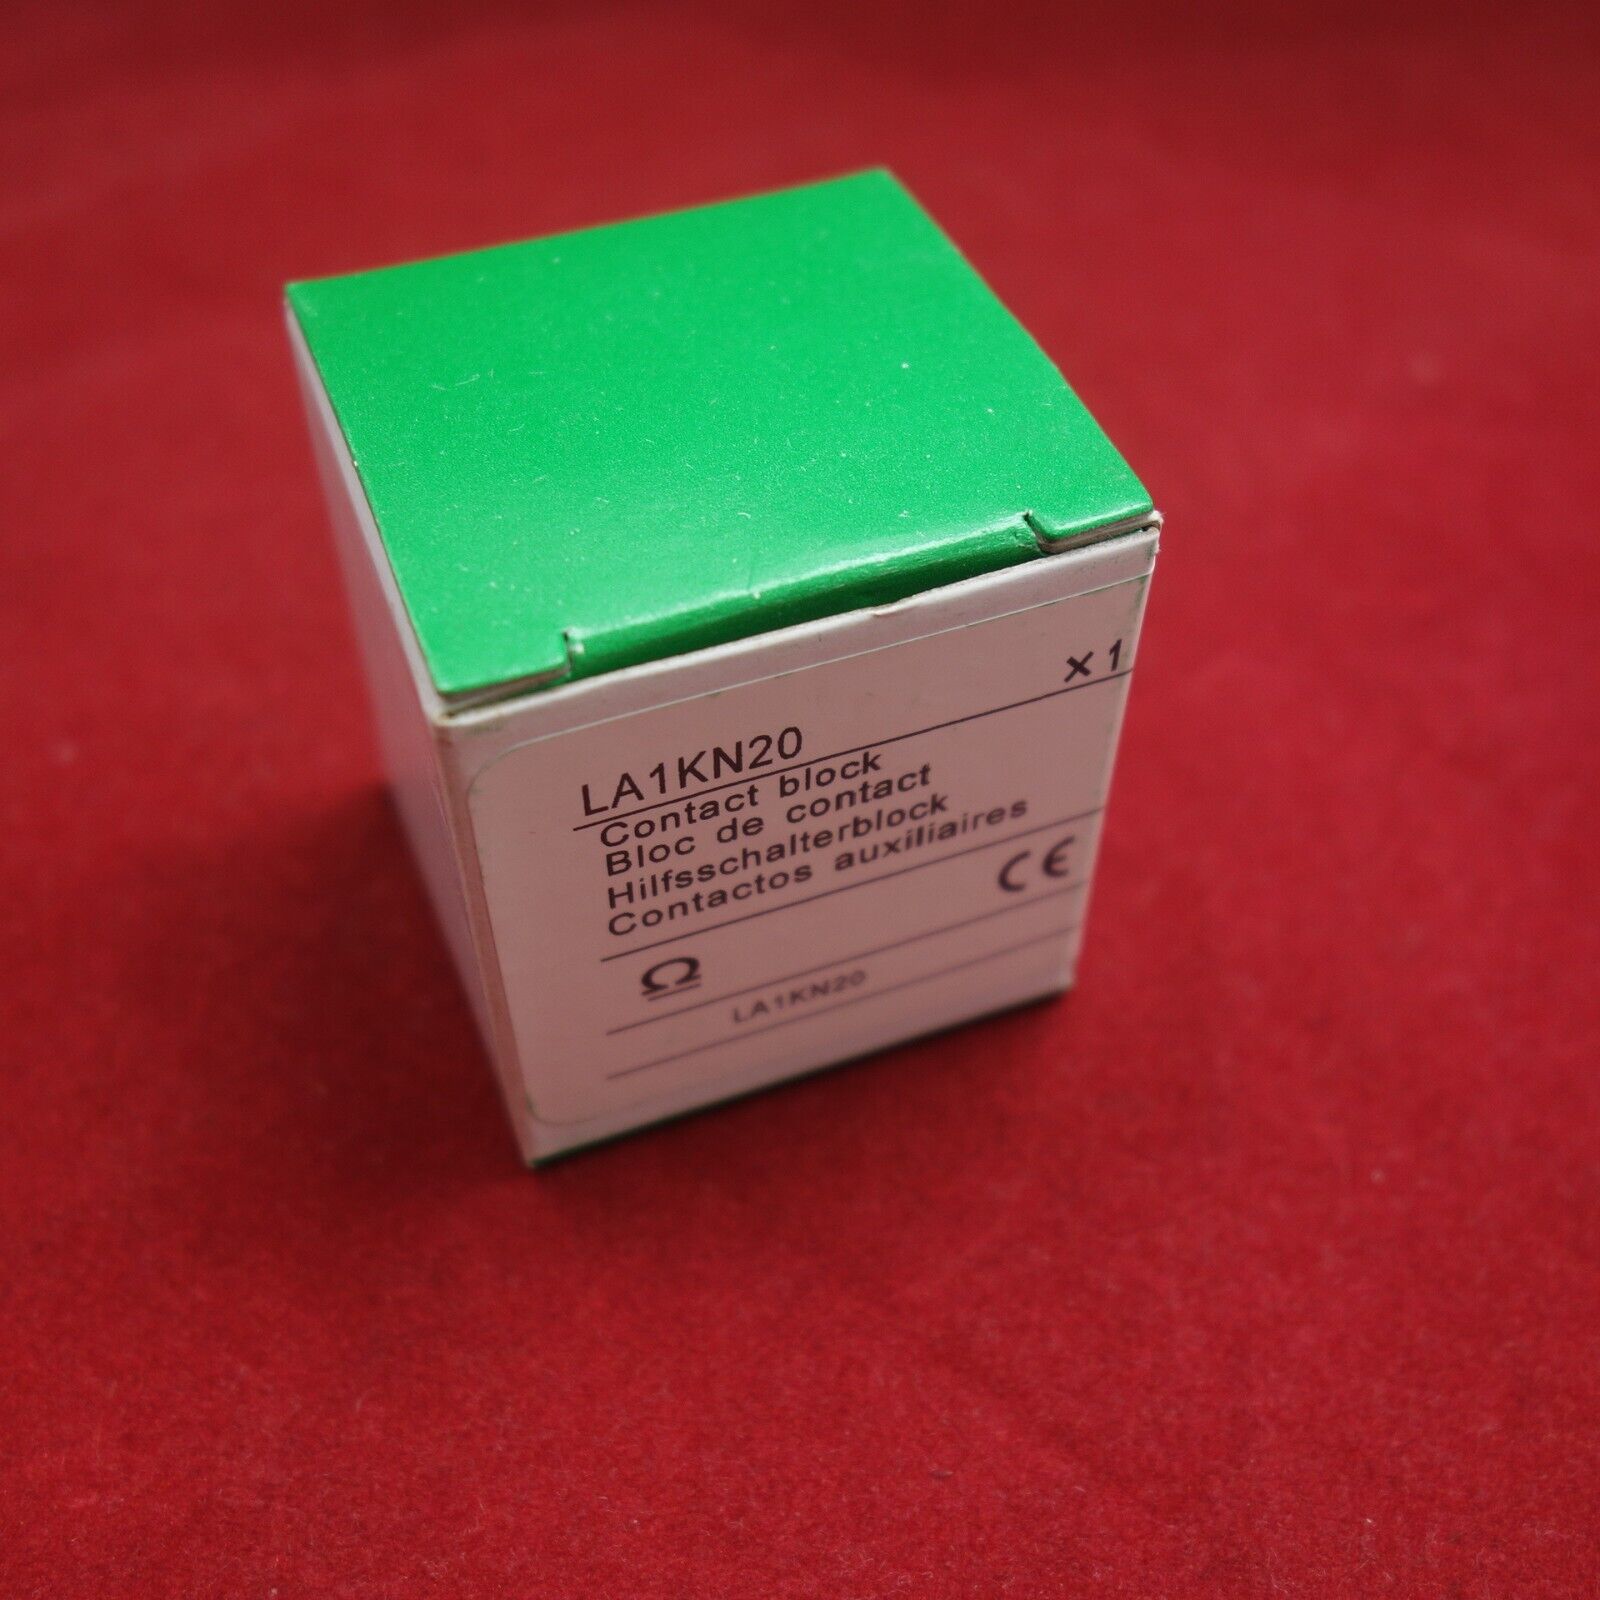 x 1
LA1KN20
Contact block
Bloc de contact
Hilfsschalterblock
Contactos auxiliaires
CE
Ω
LA1KN20